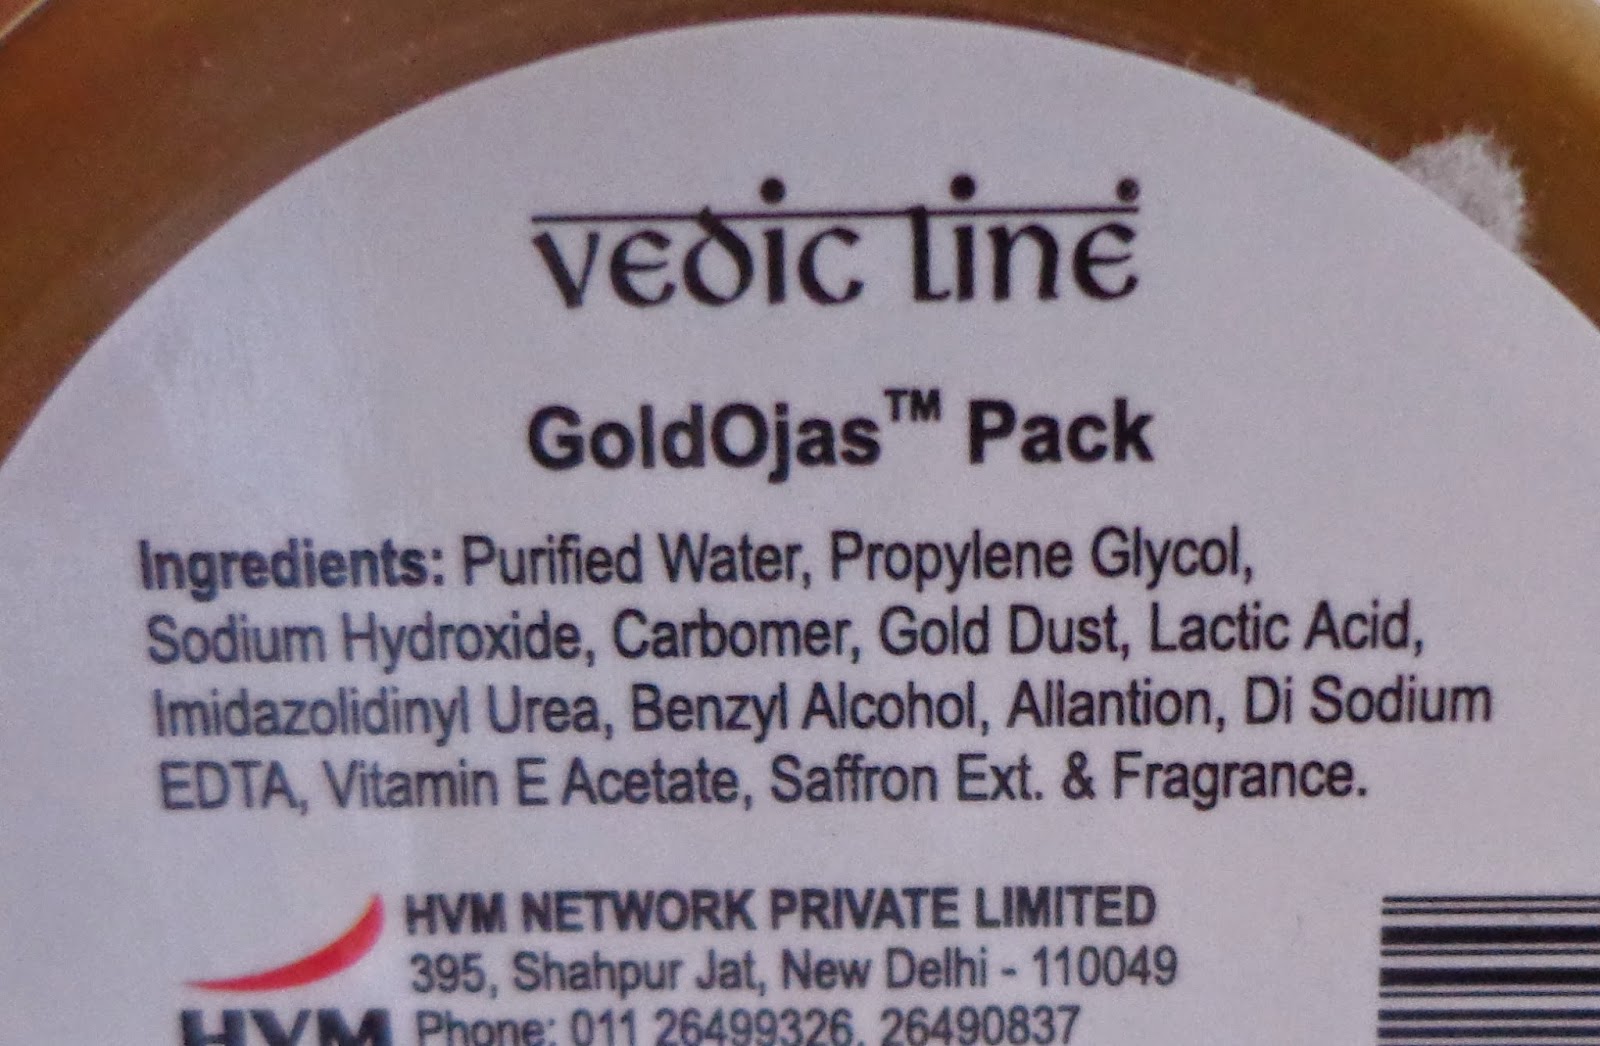 vedic line
GoldOjas™ Pack
Ingredients: Purified Water, Propylene Glycol,
Sodium Hydroxide, Carbomer, Gold Dust, Lactic Acid,
Imidazolidinyl Urea, Benzyl Alcohol, Allantion, Di Sodium
EDTA, Vitamin E Acetate, Saffron Ext. & Fragrance.
HVM NETWORK PRIVATE LIMITED
395, Shahpur Jat, New Delhi - 110049
HVM Phone: 011 26499326, 26490837